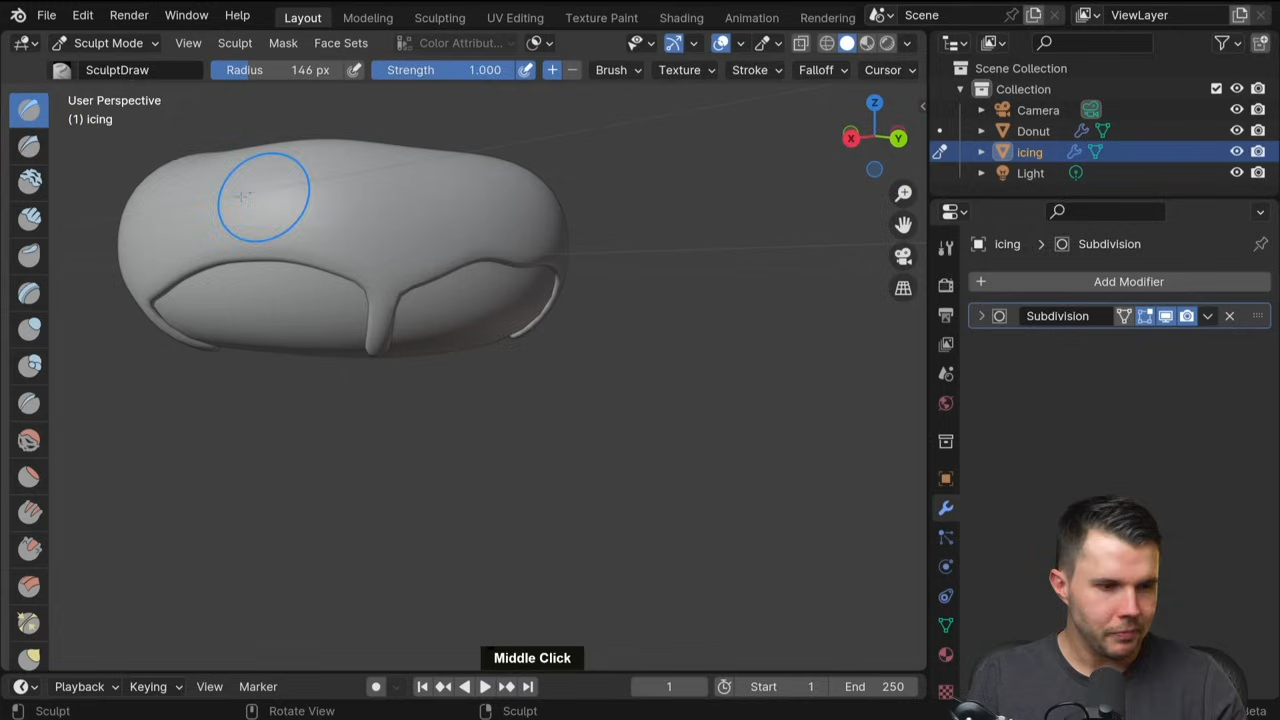 File Edit Render Window Help Layout Modeling Sculpting UV Editing Texture Paint Shading Animation Rendering Scene ViewLayer
Sculpt Mode View Sculpt Mask Face Sets Color Attribut...
SculptDraw Radius 146 px Strength 1.000 Brush Texture Stroke Falloff Cursor
User Perspective
(1) icing
Z
X
Y
Scene Collection
Collection
Camera
Donut
icing
Light
icing > Subdivision
Add Modifier
Subdivision
Middle Click
Playback Keying View Marker 1 Start 1 End 250
Sculpt Rotate View Sculpt Beta